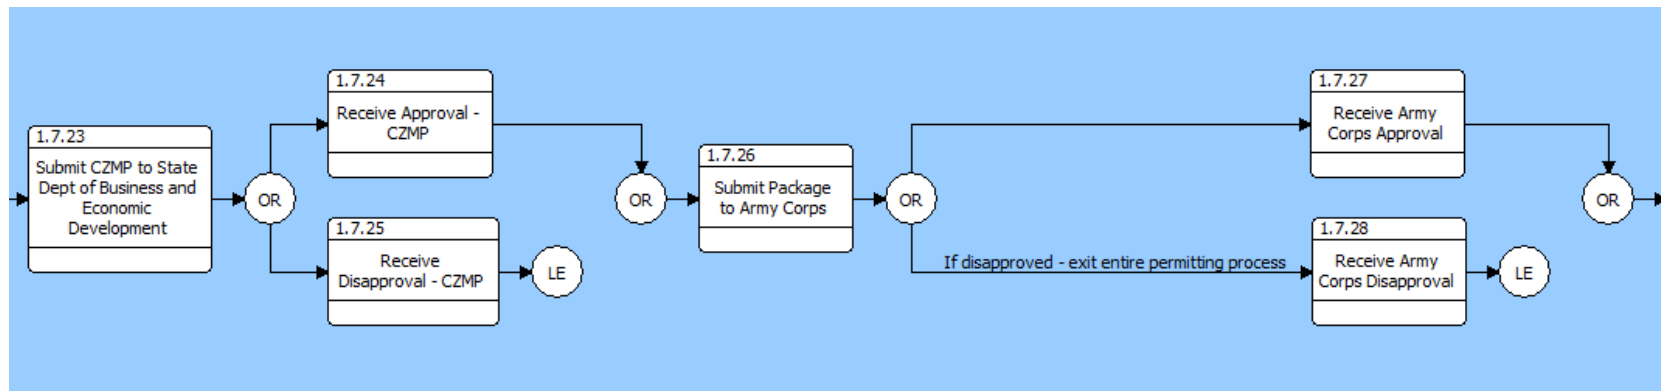 1.7.23
Submit CZMP to State
Dept of Business and
Economic
Development
OR
1.7.24
Receive Approval -
CZMP
1.7.25
Receive
Disapproval - CZMP
LE
OR
1.7.26
Submit Package
to Army Corps
OR
If disapproved - exit entire permitting process
1.7.27
Receive Army
Corps Approval
1.7.28
Receive Army
Corps Disapproval
LE
OR